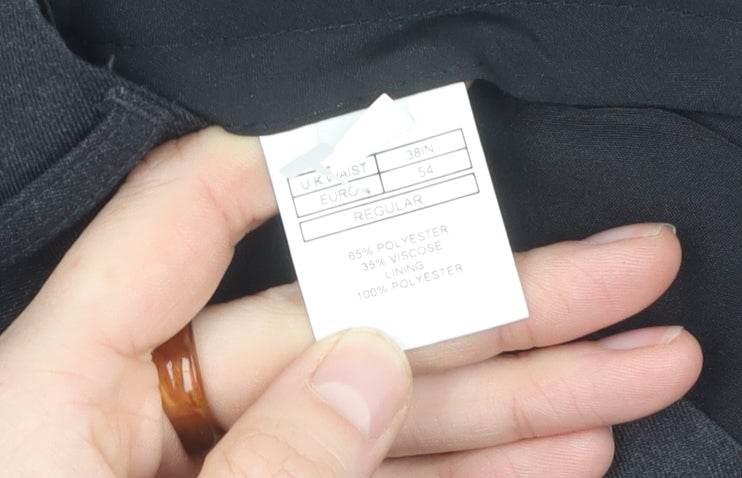 UK WAIST 38IN
EURO 54
REGULAR
65% POLYESTER
35% VISCOSE
LINING
100% POLYESTER